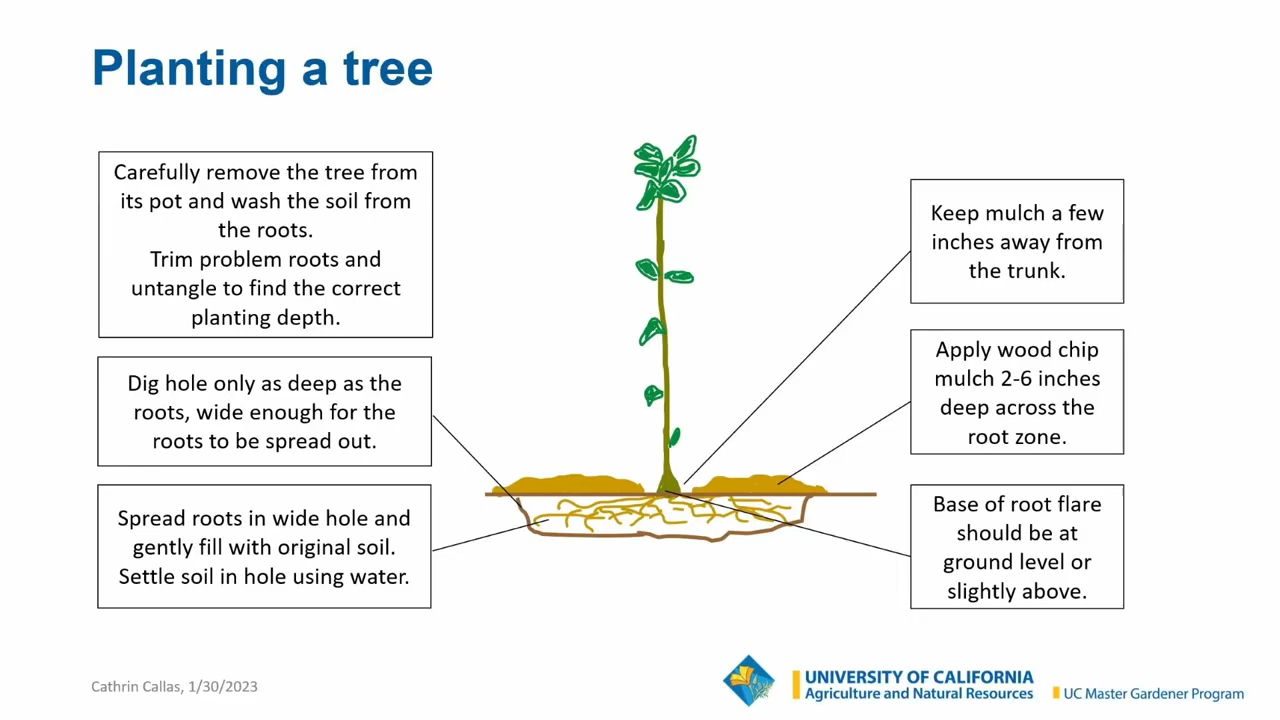 Planting a tree
Carefully remove the tree from
its pot and wash the soil from
the roots.
Trim problem roots and
untangle to find the correct
planting depth.
Dig hole only as deep as the
roots, wide enough for the
roots to be spread out.
Spread roots in wide hole and
gently fill with original soil.
Settle soil in hole using water.
Keep mulch a few
inches away from
the trunk.
Apply wood chip
mulch 2-6 inches
deep across the
root zone.
Base of root flare
should be at
ground level or
slightly above.
Cathrin Callas, 1/30/2023
UNIVERSITY OF CALIFORNIA
Agriculture and Natural Resources
UC Master Gardener Program